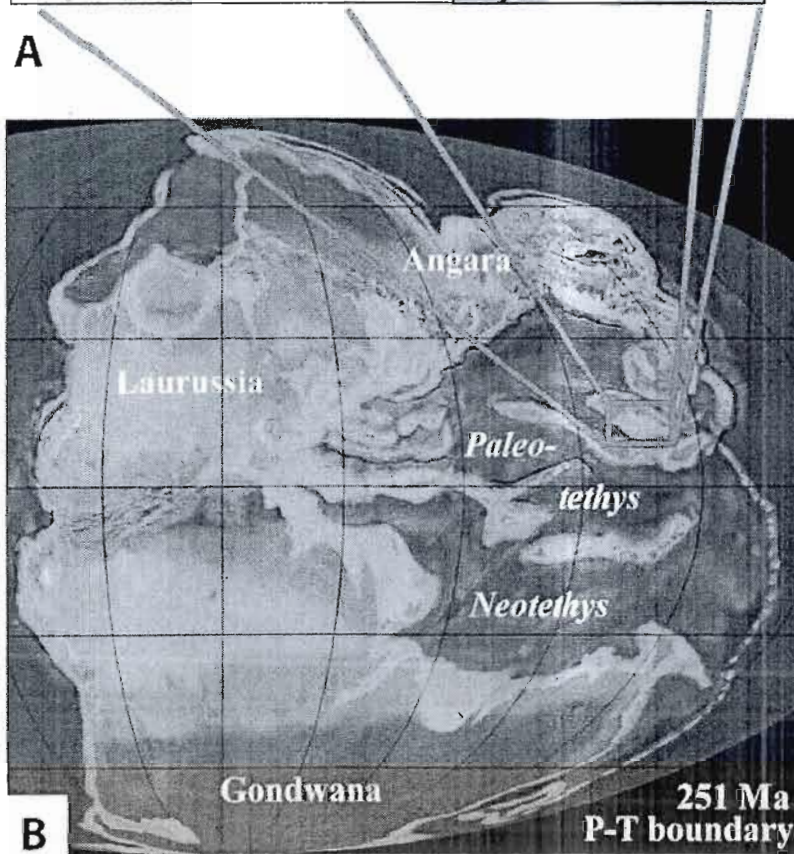 A
Angara
Laurussia
Paleo-
tethys
Neotethys
Gondwana
251 Ma
P-T boundary
B